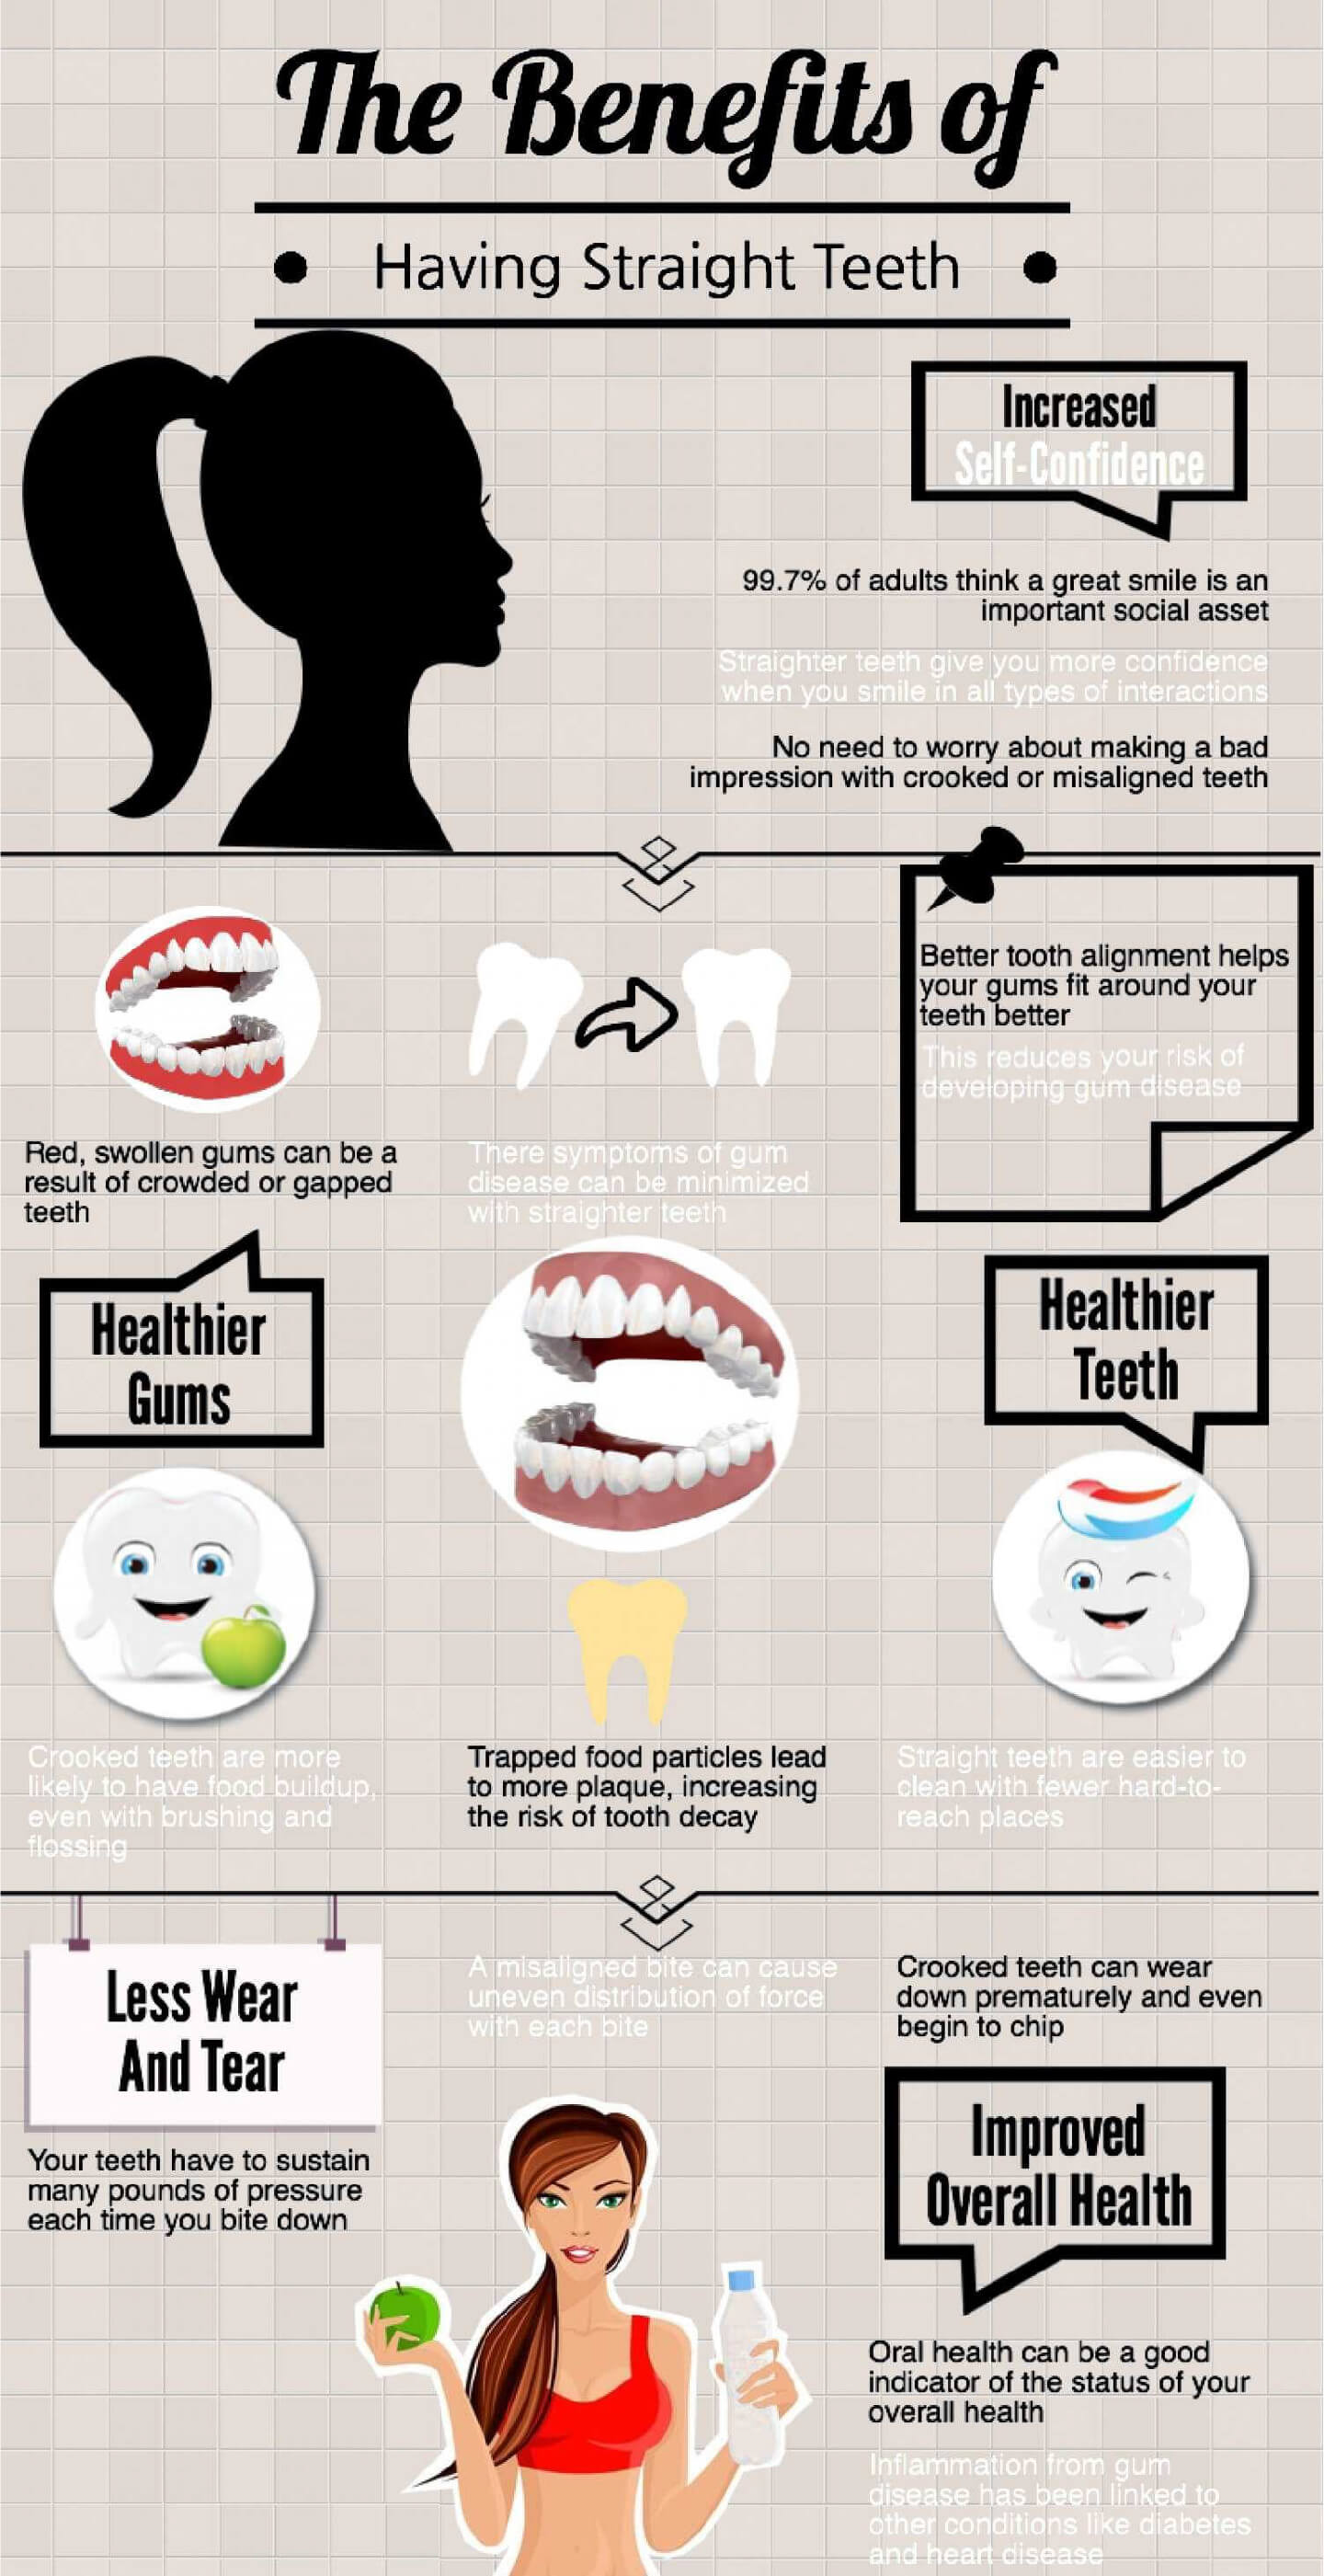 The Benefits of
Having Straight Teeth
Increased
Self-Confidence
99.7% of adults think a great smile is an
important social asset
Straighter teeth give you more confidence
when you smile in all types of interactions
No need to worry about making a bad
impression with crooked or misaligned teeth
Better tooth alignment helps
your gums fit around your
teeth better
This reduces your risk of
developing gum disease
Red, swollen gums can be a
result of crowded or gapped
teeth
There symptoms of gum
disease can be minimized
with straighter teeth
Healthier
Gums
Healthier
Teeth
Crooked teeth are more
likely to have food buildup,
even with brushing and
flossing
Trapped food particles lead
to more plaque, increasing
the risk of tooth decay
Straight teeth are easier to
clean with fewer hard-to-
reach places
Less Wear
And Tear
Your teeth have to sustain
many pounds of pressure
each time you bite down
A misaligned bite can cause
uneven distribution of force
with each bite
Crooked teeth can wear
down prematurely and even
begin to chip
Improved
Overall Health
Oral health can be a good
indicator of the status of your
overall health
Inflammation from gum
disease has been linked to
other conditions like diabetes
and heart disease